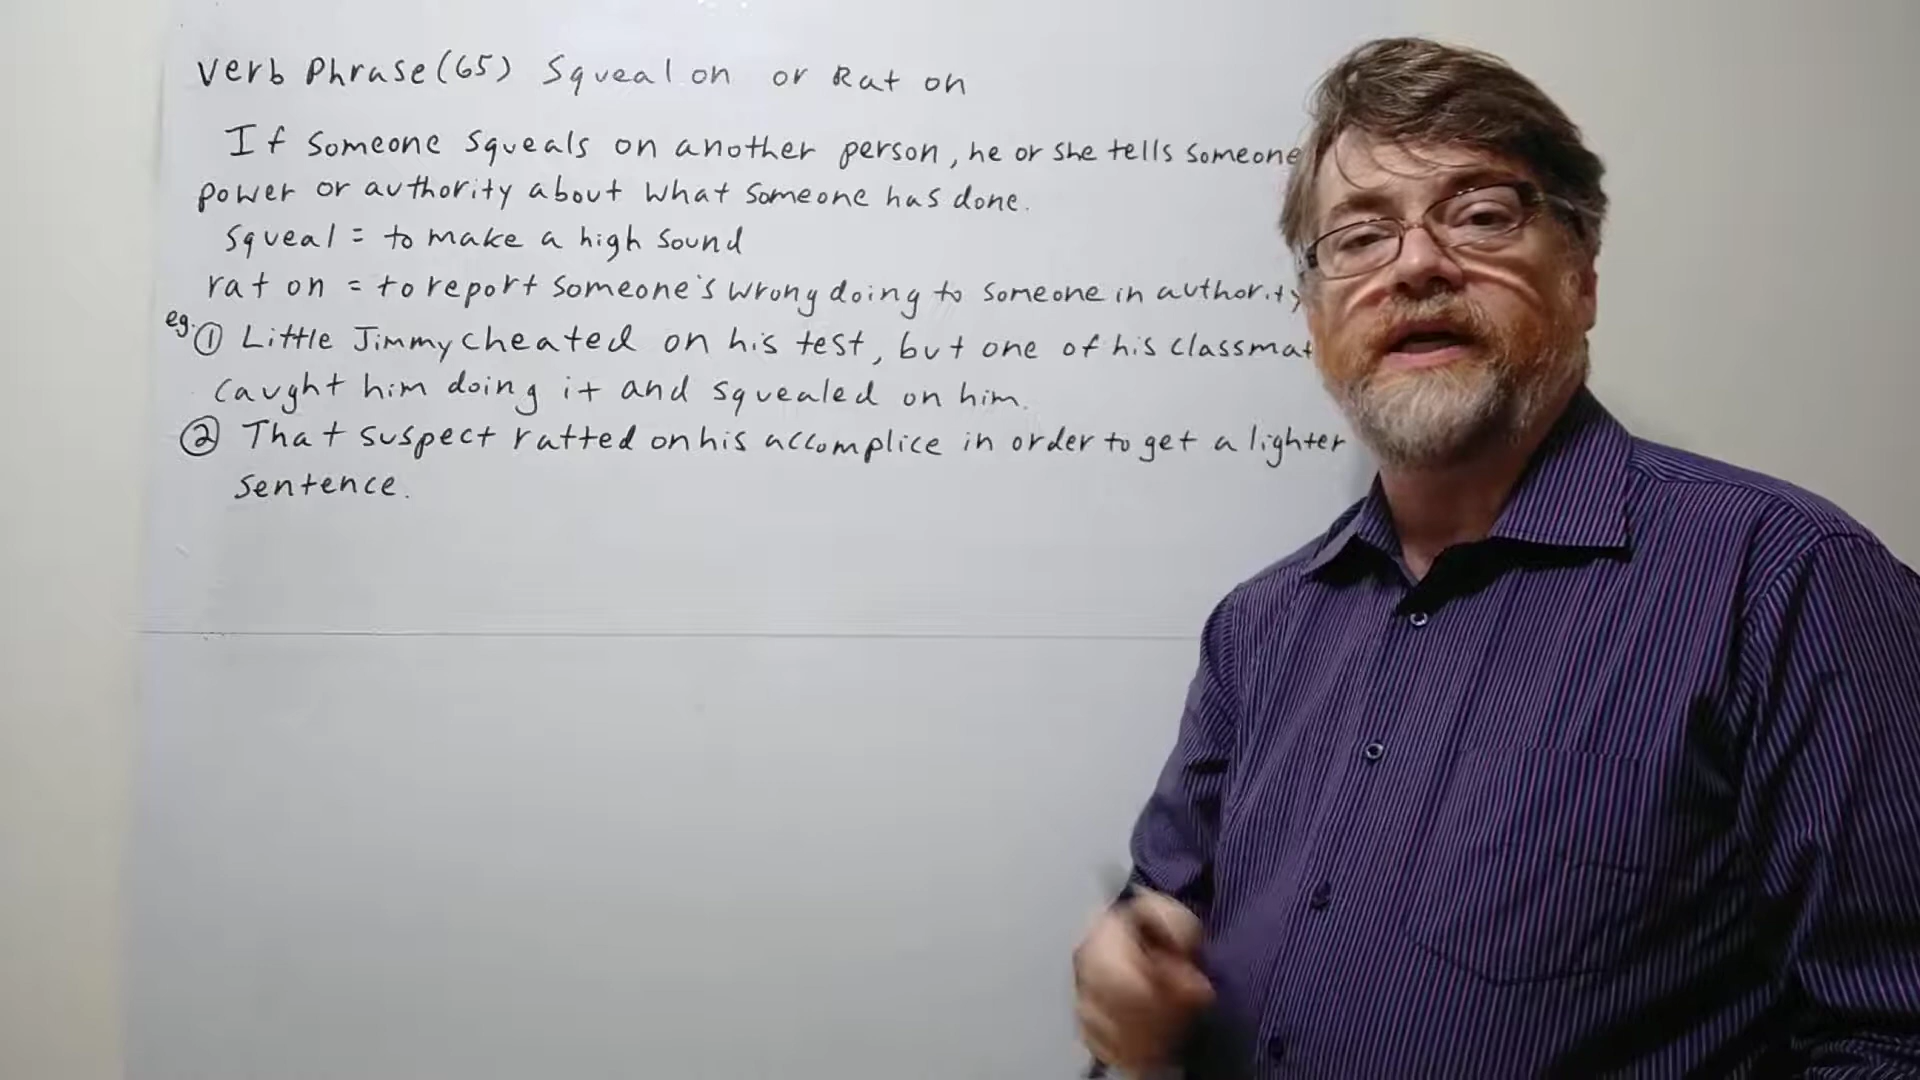 Verb Phrase (65) Squeal on or Rat on
If someone squeals on another person, he or she tells someone
power or authority about what someone has done.
squeal = to make a high sound
rat on = to report someone's wrong doing to someone in authority
eg. ① Little Jimmy cheated on his test, but one of his classmat
caught him doing it and squealed on him.
② That suspect ratted on his accomplice in order to get a lighter
sentence.